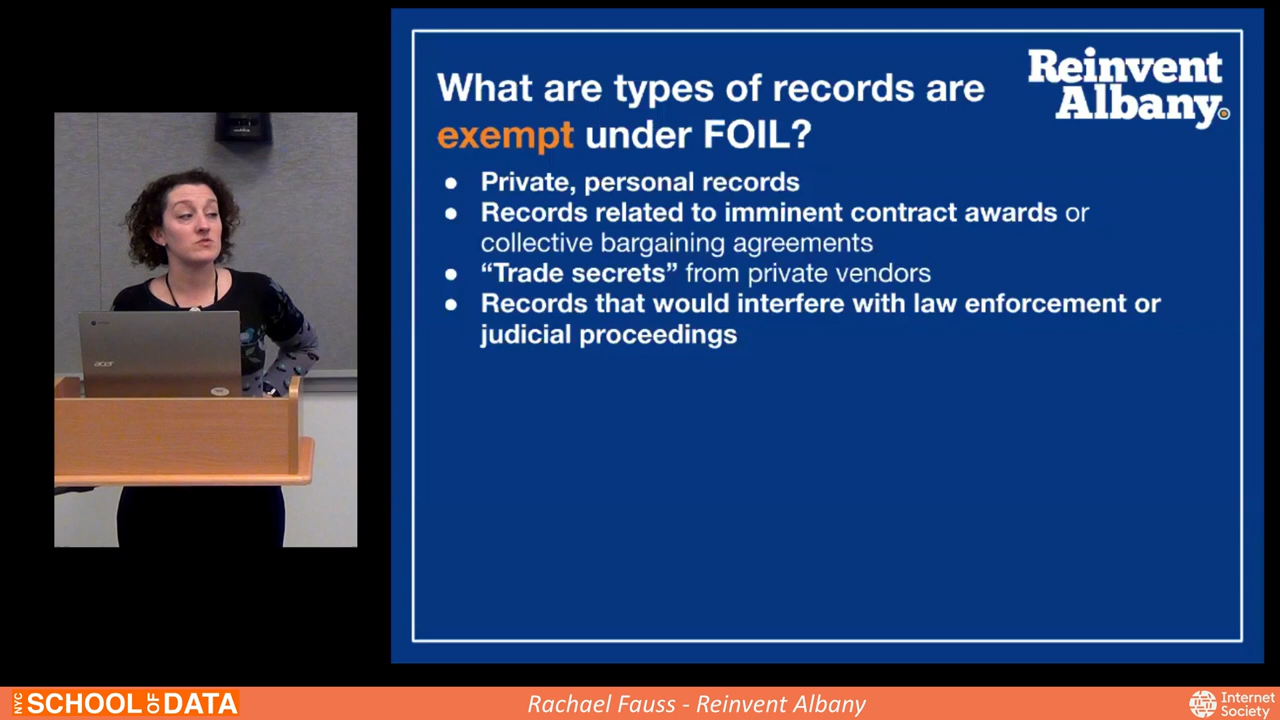 What are types of records are
exempt under FOIL?
Reinvent
Albany
● Private, personal records
● Records related to imminent contract awards or
collective bargaining agreements
● “Trade secrets” from private vendors
● Records that would interfere with law enforcement or
judicial proceedings
acer
NYC SCHOOL OF DATA
Rachael Fauss - Reinvent Albany
Internet
Society